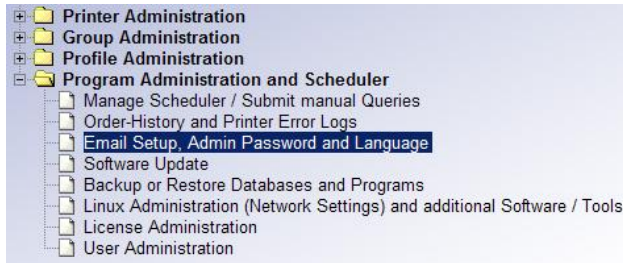 Printer Administration
Group Administration
Profile Administration
Program Administration and Scheduler
Manage Scheduler / Submit manual Queries
Order-History and Printer Error Logs
Email Setup, Admin Password and Language
Software Update
Backup or Restore Databases and Programs
Linux Administration (Network Settings) and additional Software / Tools
License Administration
User Administration